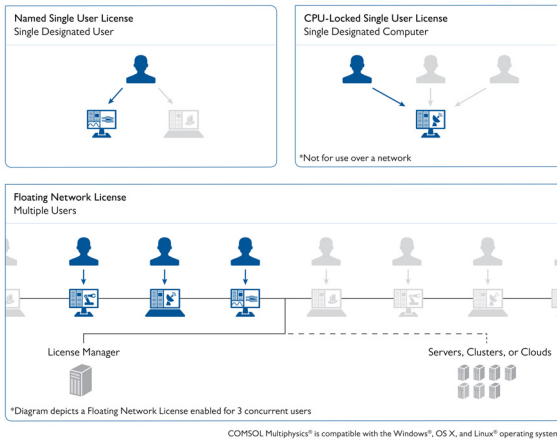 Named Single User License
Single Designated User
CPU-Locked Single User License
Single Designated Computer
*Not for use over a network
Floating Network License
Multiple Users
License Manager
Servers, Clusters, or Clouds
*Diagram depicts a Floating Network License enabled for 3 concurrent users
COMSOL Multiphysics® is compatible with the Windows®, OS X, and Linux® operating system